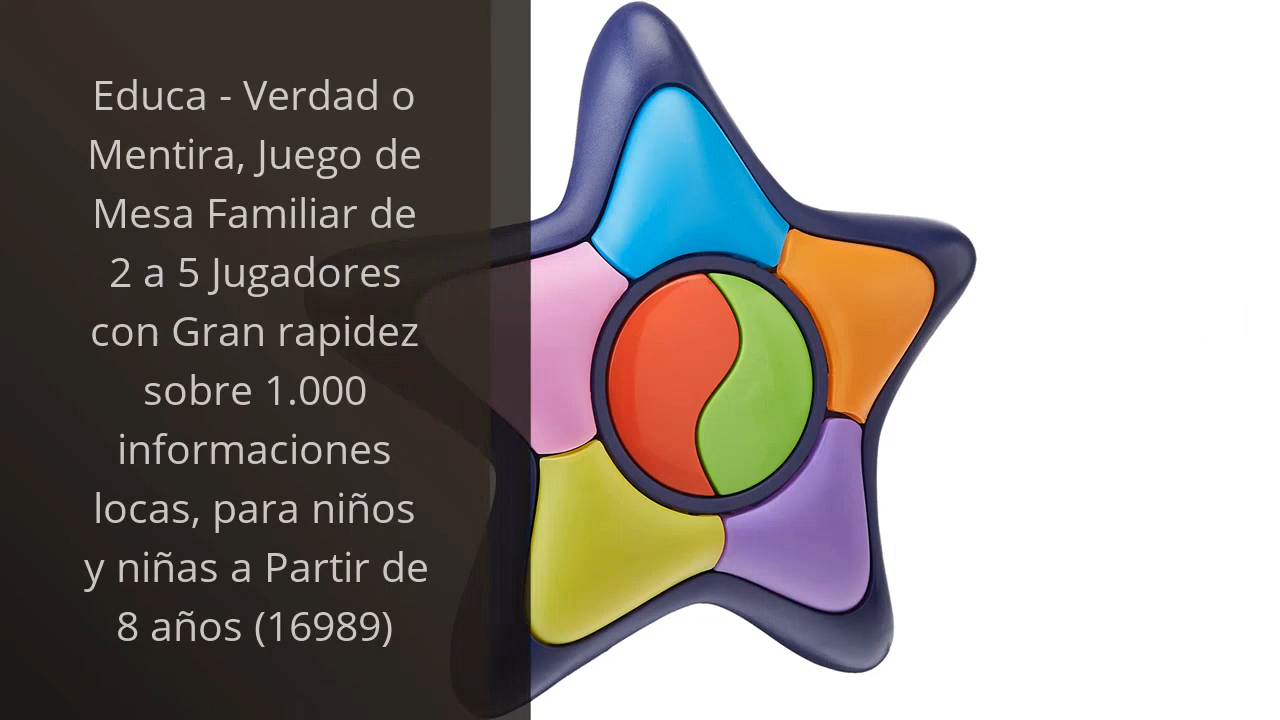 Educa - Verdad o
Mentira, Juego de
Mesa Familiar de
2 a 5 Jugadores
con Gran rapidez
sobre 1.000
informaciones
locas, para niños
y niñas a Partir de
8 años (16989)